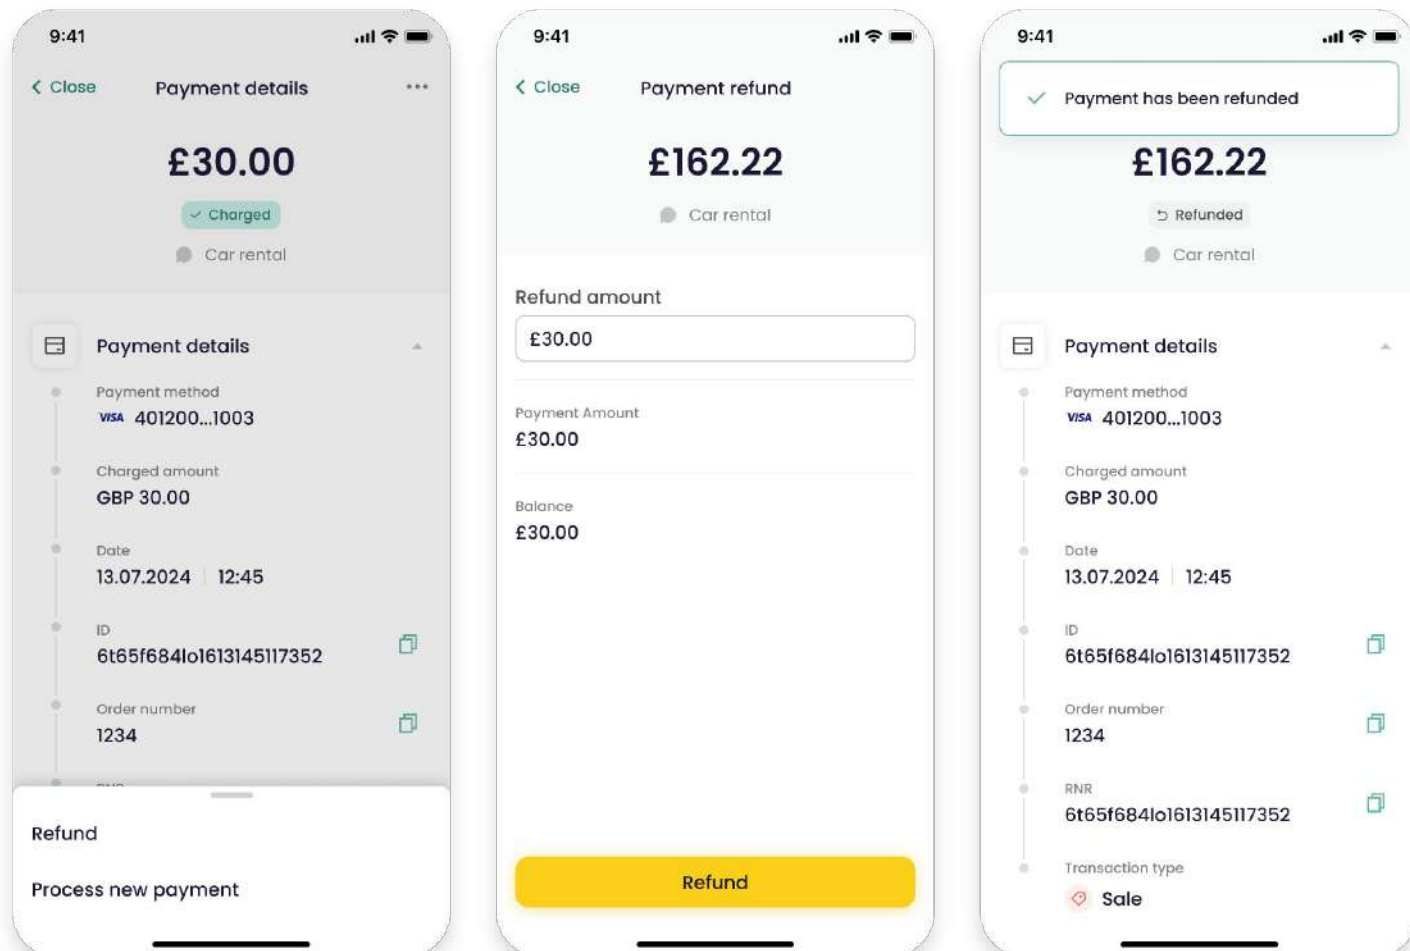 9:41
Close
Payment details
£30.00
Charged
Car rental
Payment details
Payment method
VISA 401200...1003
Charged amount
GBP 30.00
Date
13.07.2024 12:45
ID
6t65f684lo1613145117352
Order number
1234
Refund
Process new payment
9:41
Close
Payment refund
£162.22
Car rental
Refund amount
£30.00
Payment Amount
£30.00
Balance
£30.00
Refund
9:41
Payment has been refunded
£162.22
Refunded
Car rental
Payment details
Payment method
VISA 401200...1003
Charged amount
GBP 30.00
Date
13.07.2024 12:45
ID
6t65f684lo1613145117352
Order number
1234
RNR
6t65f684lo1613145117352
Transaction type
Sale